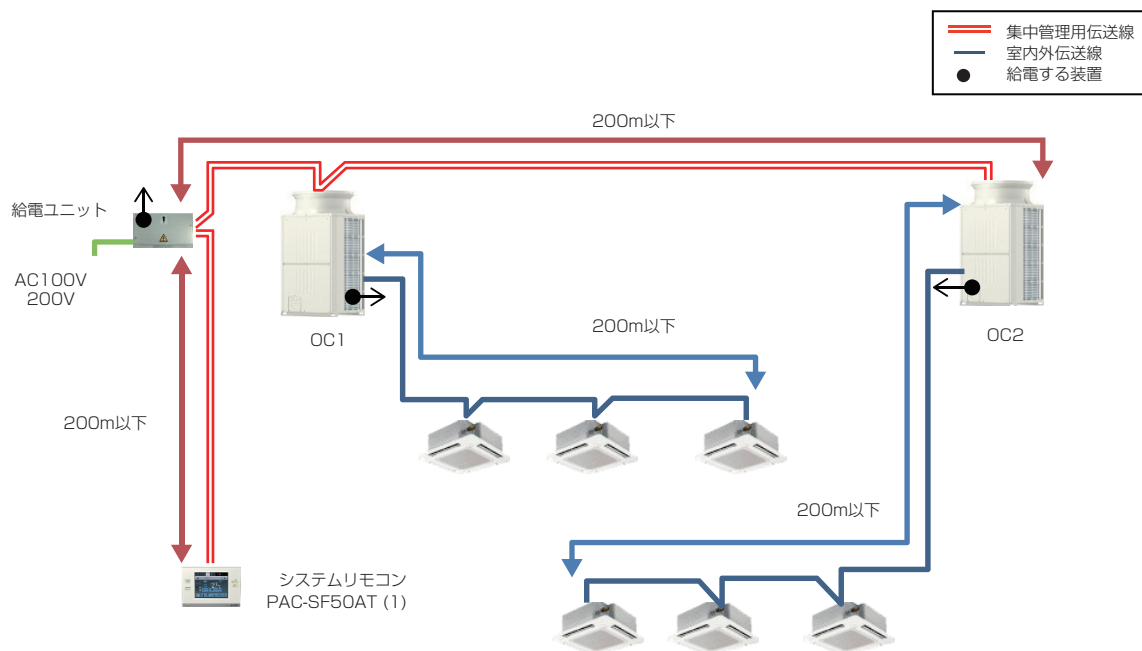 集中管理用伝送線
室内外伝送線
給電する装置
200m以下
給電ユニット
AC100V
200V
OC1
OC2
200m以下
200m以下
200m以下
システムリモコン
PAC-SF50AT (1)